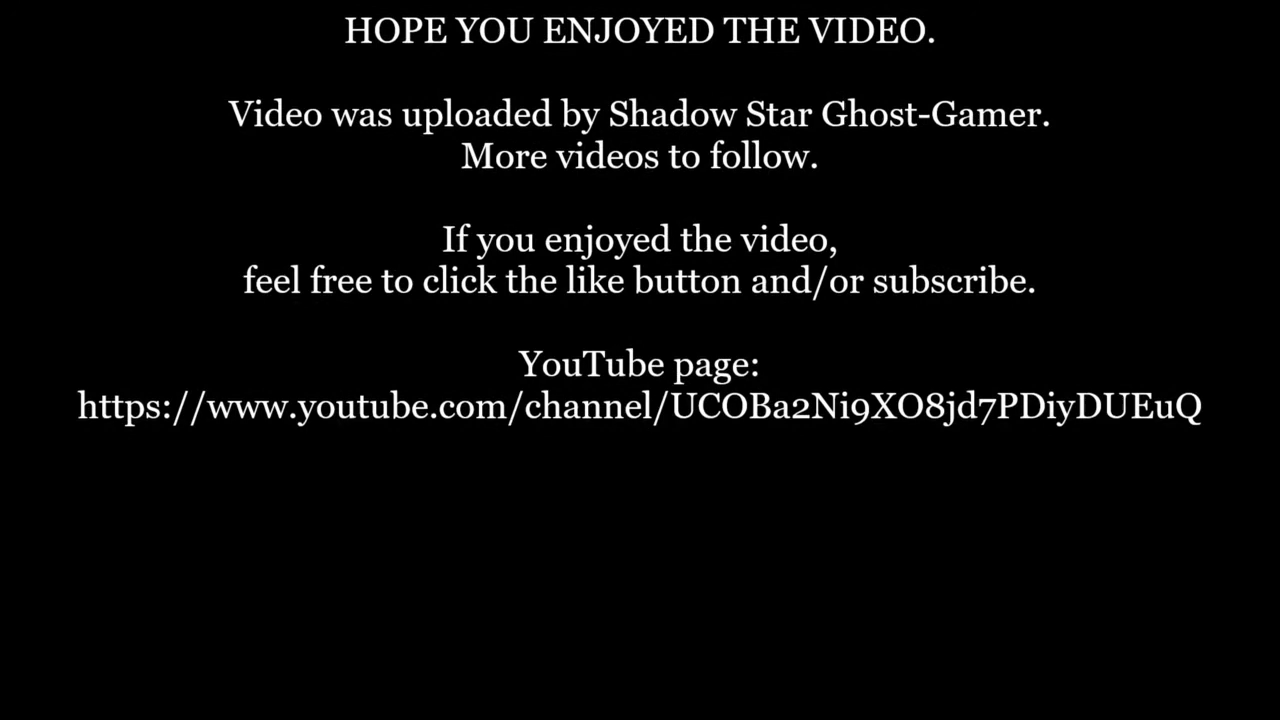 HOPE YOU ENJOYED THE VIDEO.
Video was uploaded by Shadow Star Ghost-Gamer.
More videos to follow.
If you enjoyed the video,
feel free to click the like button and/or subscribe.
YouTube page:
https://www.youtube.com/channel/UCOBa2Ni9XO8jd7PDiyDUEuQ